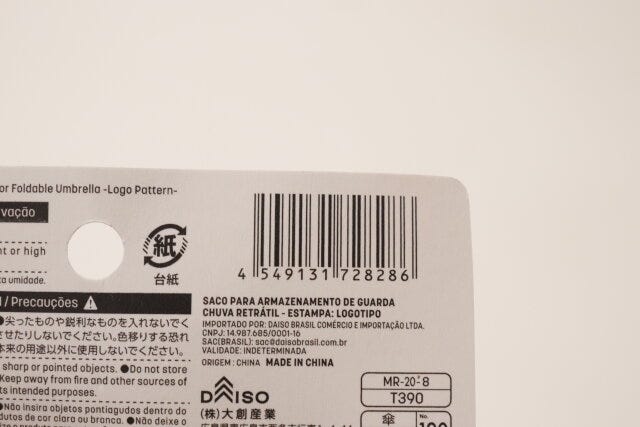 or Foldable Umbrella -Logo Pattern-
vação
nt or high
ta umidade.
紙
台紙
4 549131 728286
/ Precauções
●尖ったものや鋭利なものを入れないでく
させたりしないでください。色移りする恐れ
本来の用途以外に使用しないでください。
sharp or pointed objects. ●Do not store
Keep away from fire and other sources of
ts intended purposes.
●Não insira objetos pontiagudos dentro do
dutos de cor clara ou branca. ●Não deixe o
SACO PARA ARMAZENAMENTO DE GUARDA
CHUVA RETRÁTIL - ESTAMPA: LOGOTIPO
IMPORTADO POR: DAISO BRASIL COMÉRCIO E IMPORTAÇÃO LTDA.
CNPJ: 14.987.685/0001-16
SAC(BRASIL): sac@daisobrasil.com.br
VALIDADE: INDETERMINADA
ORIGEM : CHINA MADE IN CHINA
DAISO
(株)大創産業
MR-20-8
T390
傘
No.